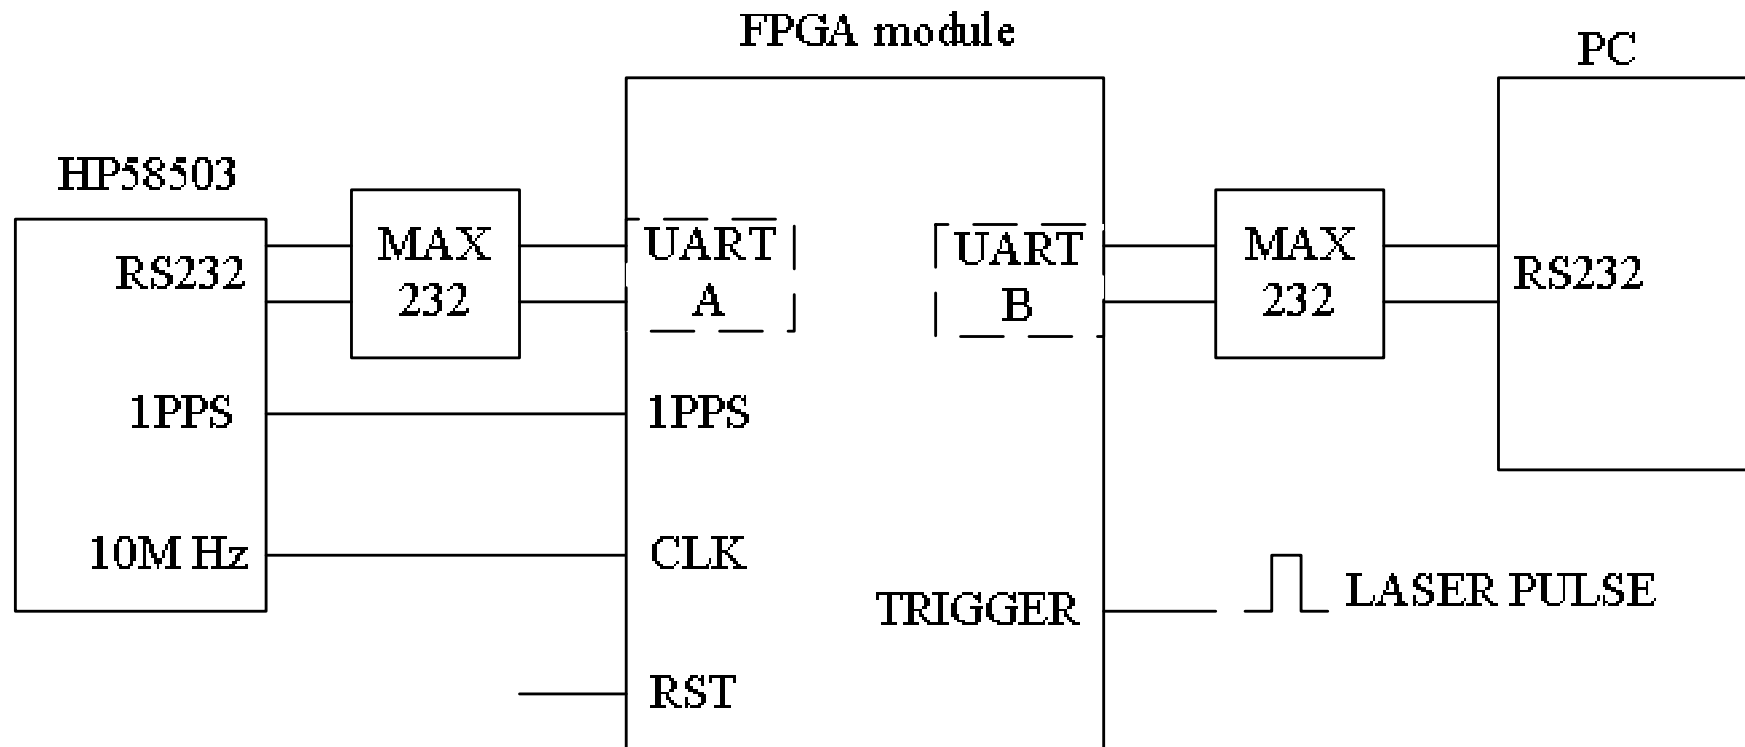 FPGA module
PC
HP58503
RS232
MAX
232
UART
A
UART
B
MAX
232
RS232
1PPS
1PPS
10M Hz
CLK
TRIGGER
LASER PULSE
RST